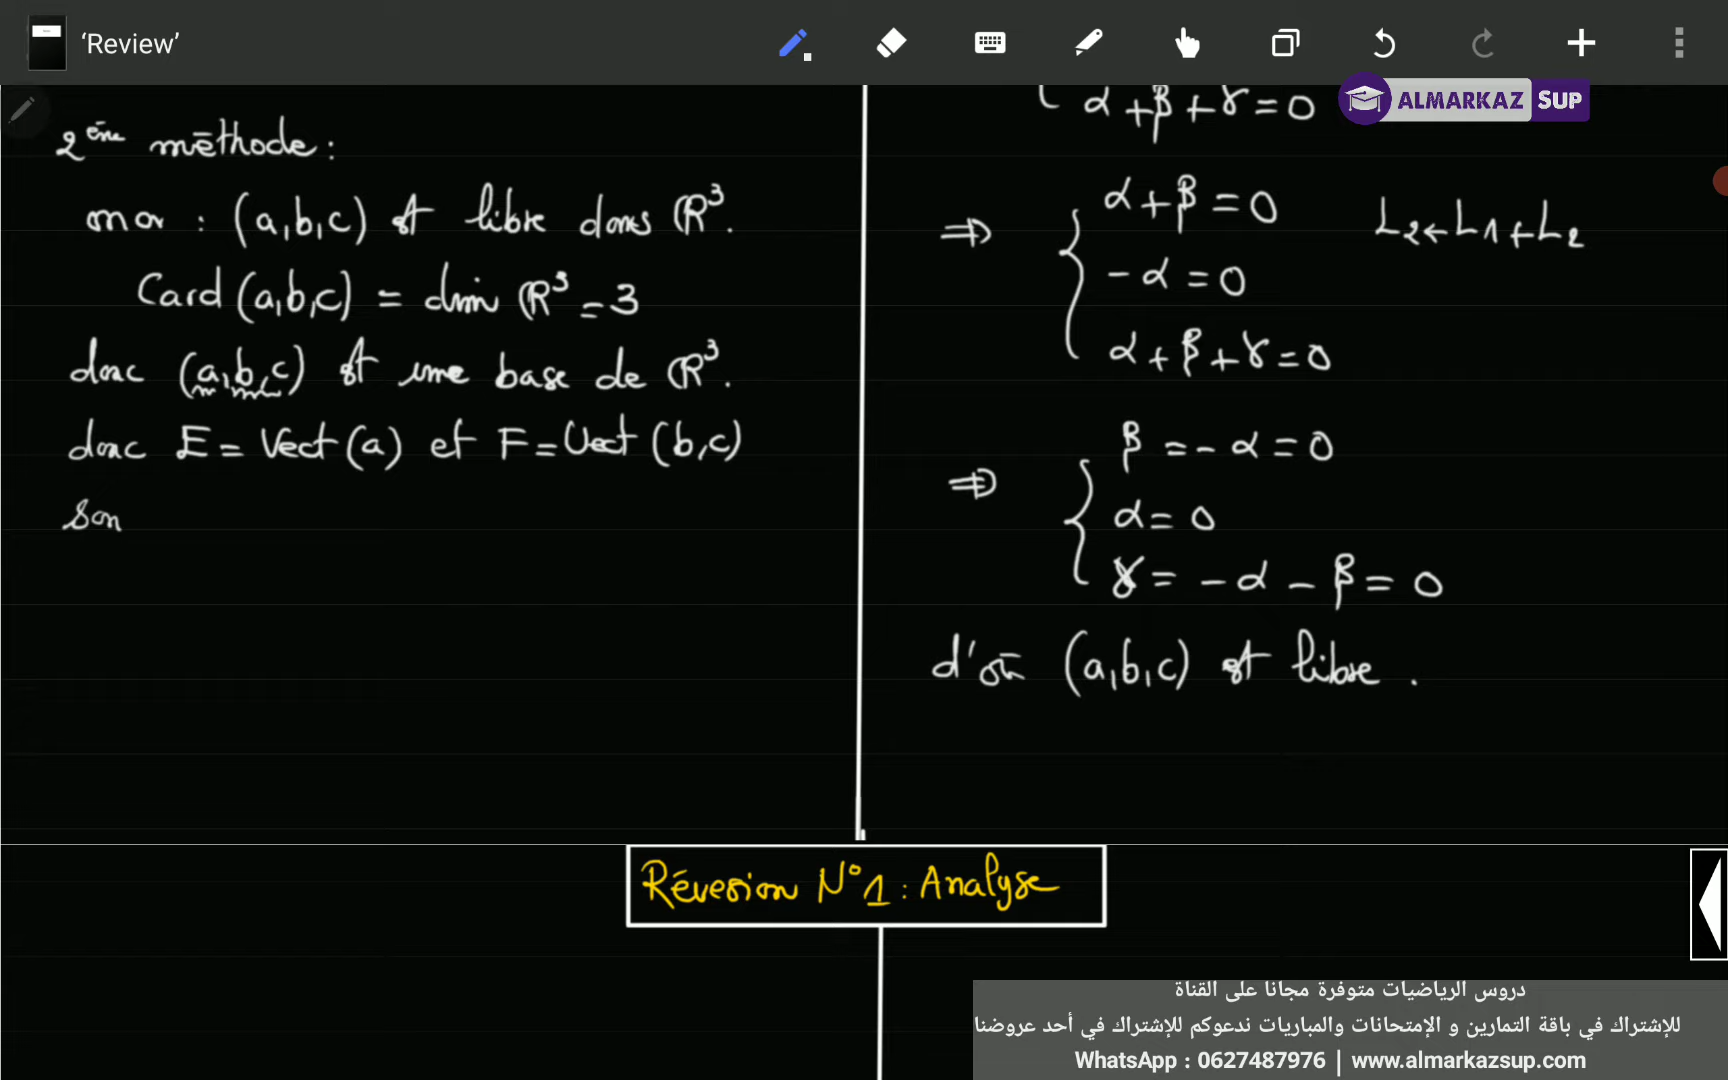 ‘Review’
ALMARKAZ SUP
2ème méthode:
mq : (a,b,c) est libre dans ℝ³.
Card (a,b,c) = dim ℝ³ = 3
donc (a,b,c) est une base de ℝ³.
donc E = Vect(a) et F = Vect(b,c)
son
α + β + γ = 0
⇒ { α + β = 0 L₂ ← L₁ + L₂
- α = 0
α + β + γ = 0
⇒ { β = - α = 0
α = 0
γ = - α - β = 0
d'où (a,b,c) est libre.
Révesion N°1 : Analyse
دروس الرياضيات متوفرة مجانا على القناة
للإشتراك في باقة التمارين و الإمتحانات والمباريات ندعوكم للإشتراك في أحد عروضنا
WhatsApp : 0627487976 | www.almarkazsup.com